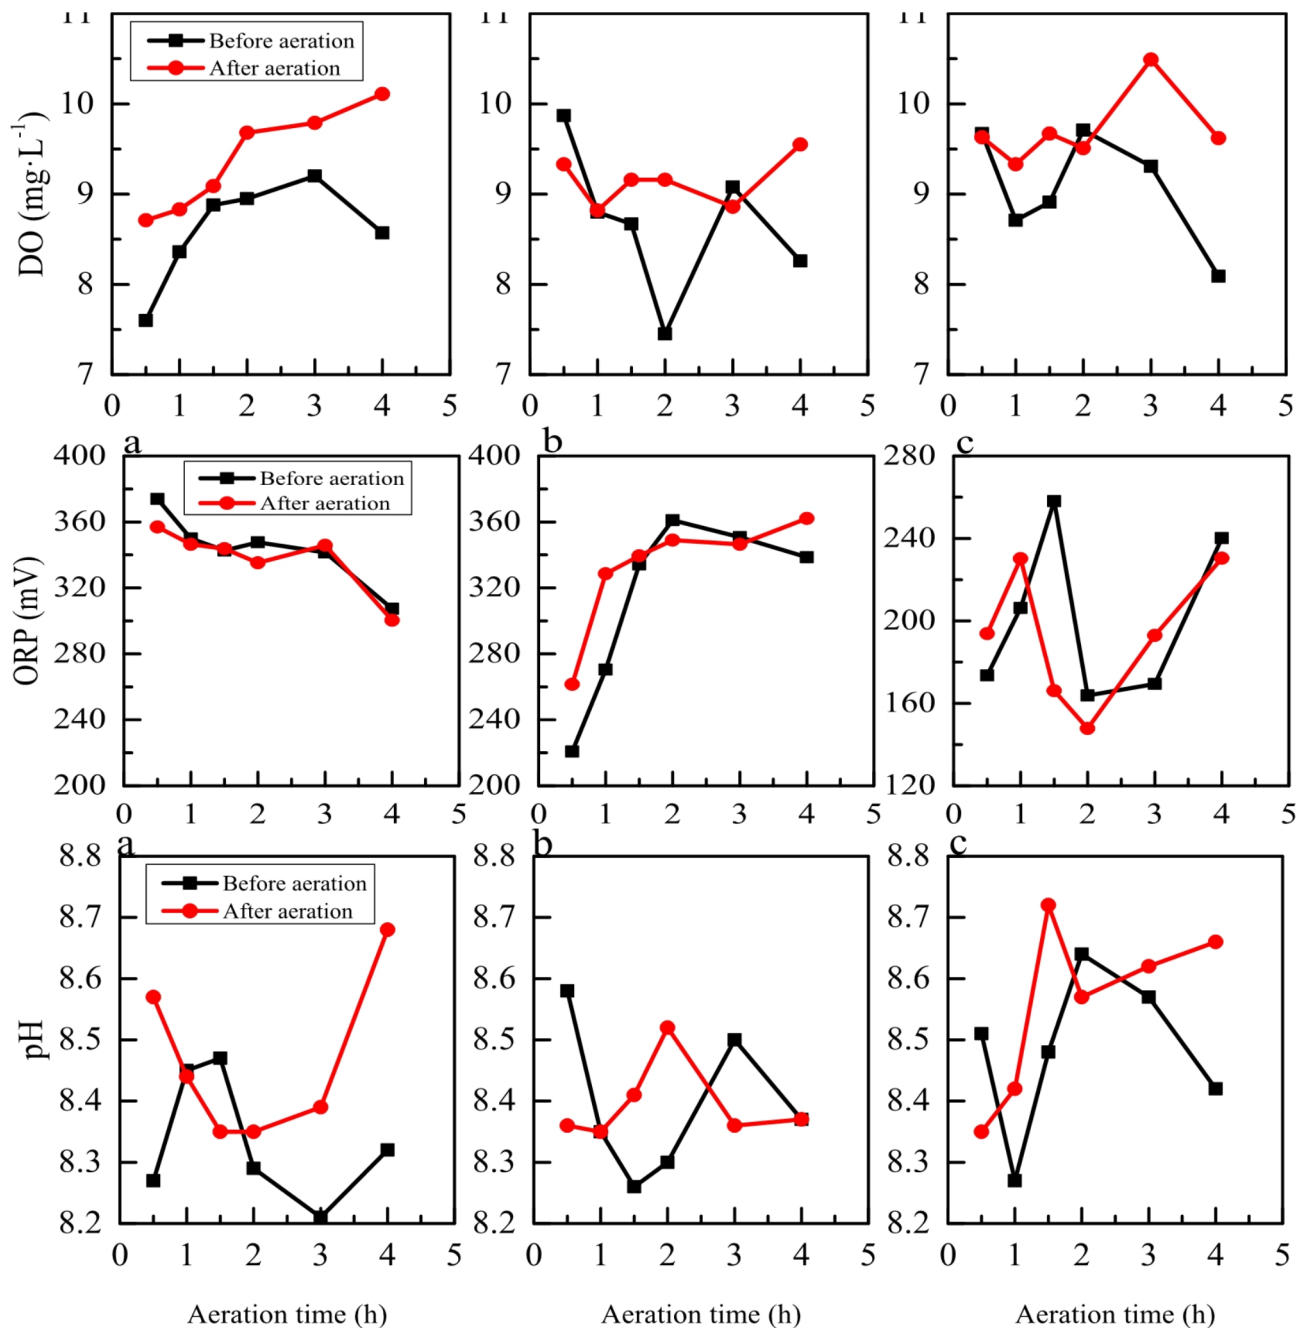 11 11 11
Before aeration
After aeration
10 10 10
9 9 9
8 8 8
7 7 7
DO (mg·L⁻¹)
0 1 2 3 4 5 0 1 2 3 4 5 0 1 2 3 4 5
a b c
400 400 280
Before aeration
After aeration
360 360 240
320 320
280 280 200
240 240 160
200 200 120
ORP (mV)
0 1 2 3 4 5 0 1 2 3 4 5 0 1 2 3 4 5
a b c
8.8 8.8 8.8
Before aeration
After aeration
8.7 8.7 8.7
8.6 8.6 8.6
8.5 8.5 8.5
8.4 8.4 8.4
8.3 8.3 8.3
8.2 8.2 8.2
pH
0 1 2 3 4 5 0 1 2 3 4 5 0 1 2 3 4 5
Aeration time (h) Aeration time (h) Aeration time (h)